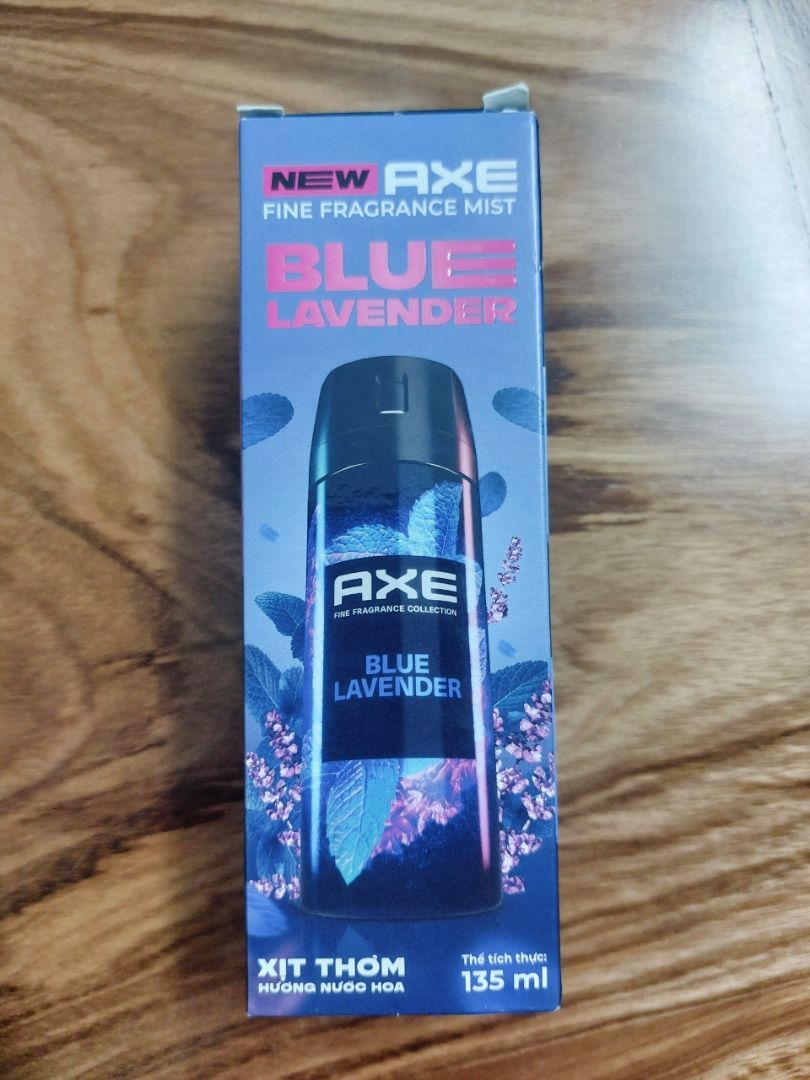 NEW AXE
FINE FRAGRANCE MIST
BLUE
LAVENDER
AXE
FINE FRAGRANCE COLLECTION
BLUE
LAVENDER
XỊT THƠM
HƯƠNG NƯỚC HOA
Thể tích thực:
135 ml